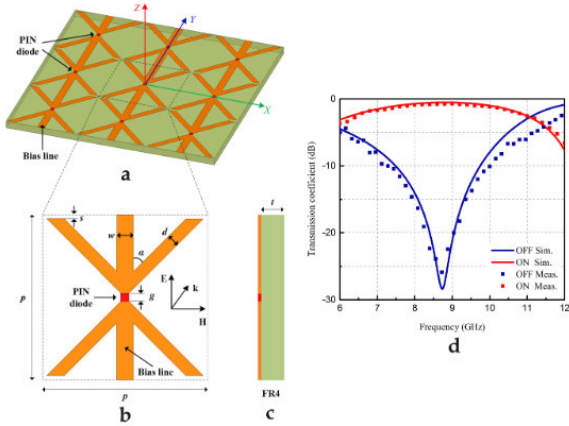 Z
Y
X
PIN
diode
Bias line
a
s
w
d
α
p
PIN
diode
g
E
k
H
Bias line
p
b
t
FR4
c
Transmission coefficient (dB)
0
-10
-20
-30
OFF Sim.
ON Sim.
OFF Meas.
ON Meas.
6 7 8 9 10 11 12
Frequency (GHz)
d